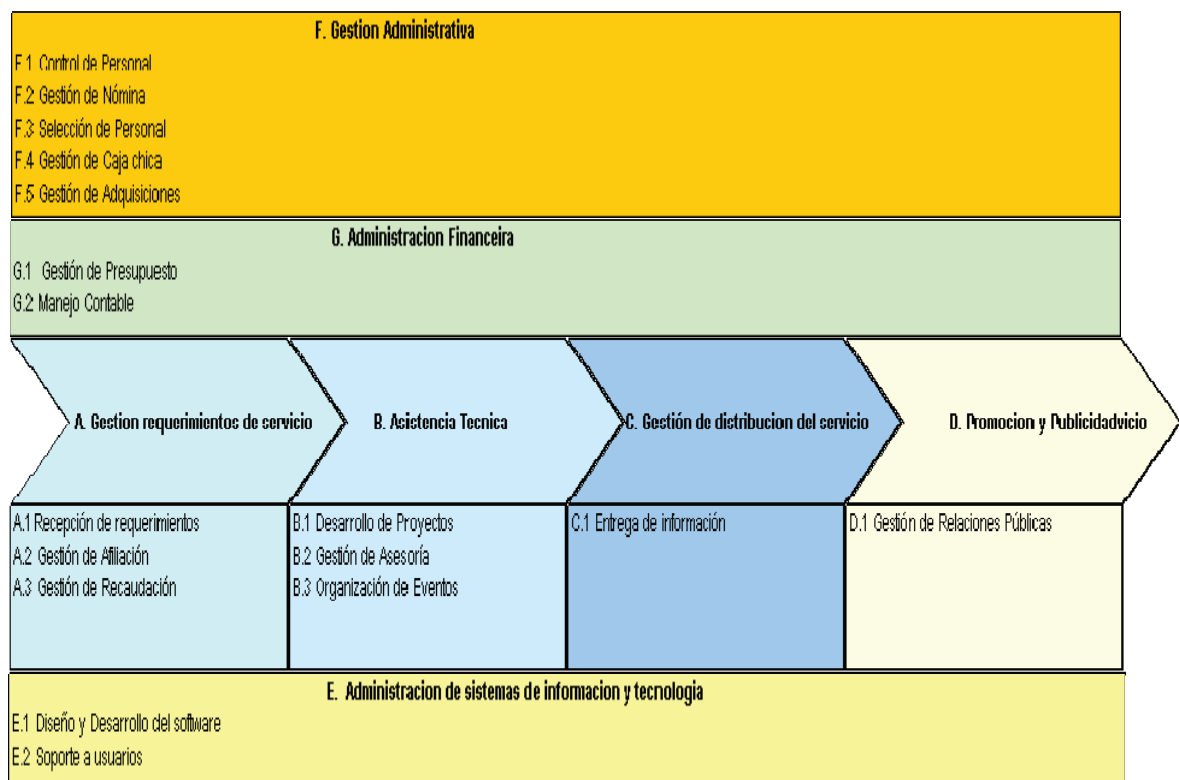 F. Gestion Administrativa
F.1 Control de Personal
F.2 Gestión de Nómina
F.3 Selección de Personal
F.4 Gestión de Caja chica
F.5 Gestión de Adquisiciones
G. Administracion Financeira
G.1 Gestión de Presupuesto
G.2 Manejo Contable
A. Gestion requerimientos de servicio
B. Asistencia Tecnica
C. Gestión de distribucion del servicio
D. Promocion y Publicidadvicio
A.1 Recepción de requerimientos
A.2 Gestión de Afiliación
A.3 Gestión de Recaudación
B.1 Desarrollo de Proyectos
B.2 Gestión de Asesoría
B.3 Organización de Eventos
C.1 Entrega de información
D.1 Gestión de Relaciones Públicas
E. Administracion de sistemas de informacion y tecnologia
E.1 Diseño y Desarrollo del software
E.2 Soporte a usuarios